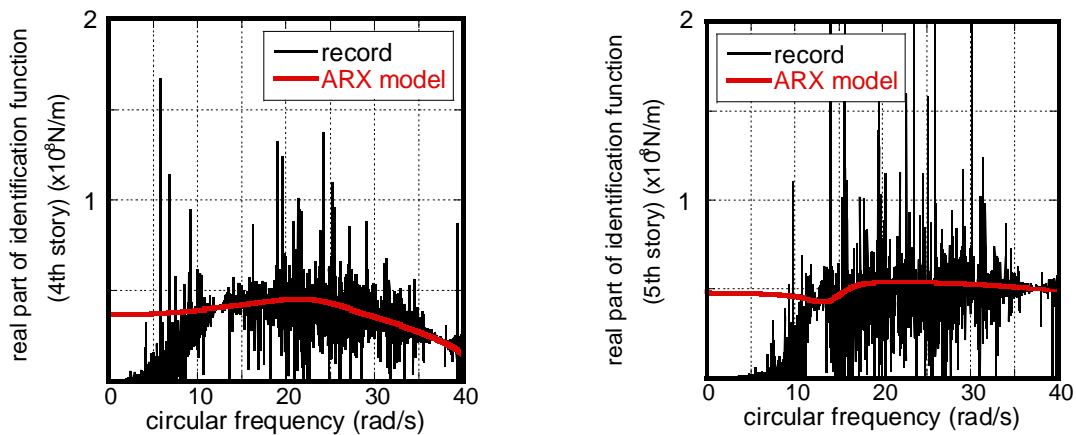 real part of identification function
(4th story) (x10⁸N/m)
2
1
record
ARX model
0 10 20 30 40
circular frequency (rad/s)
real part of identification function
(5th story) (x10⁸N/m)
2
1
record
ARX model
0 10 20 30 40
circular frequency (rad/s)